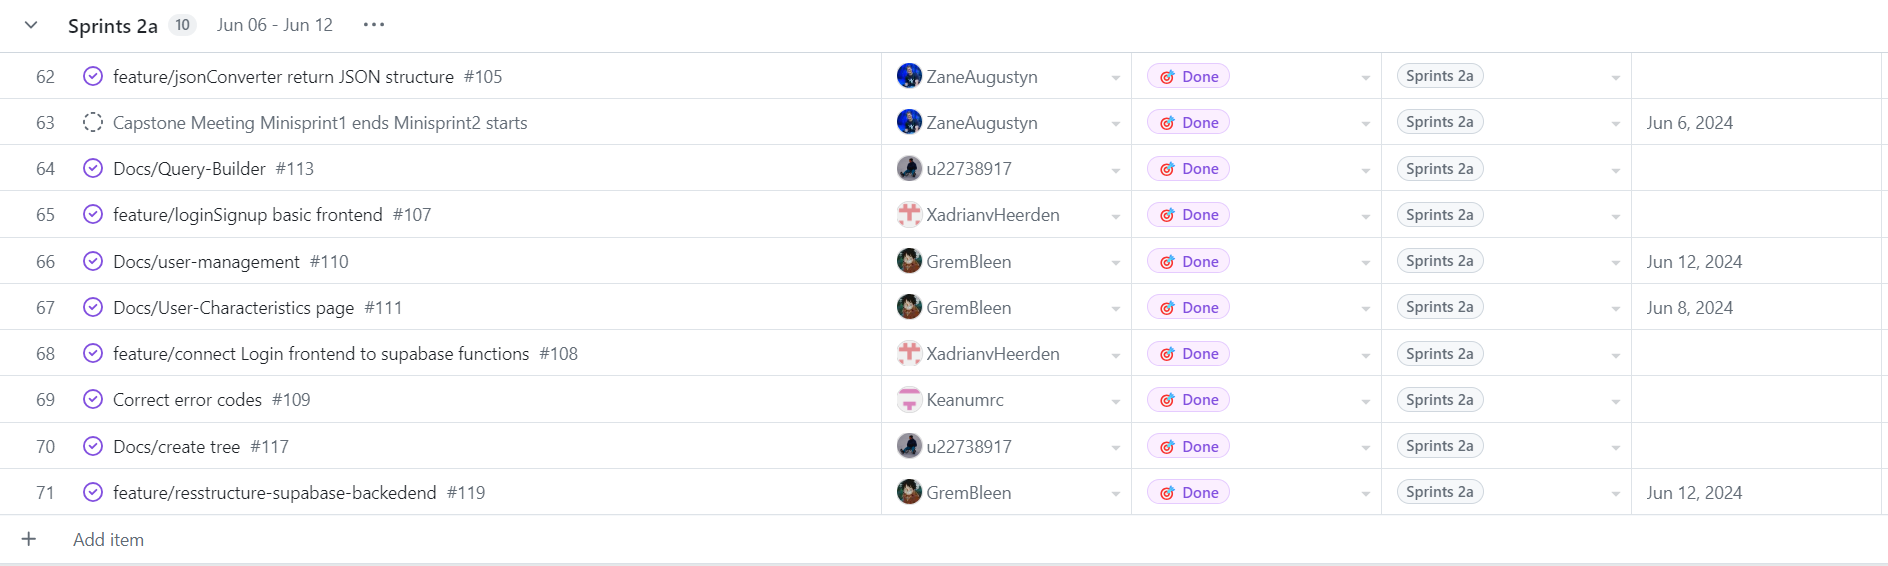 Sprints 2a 10 Jun 06 - Jun 12 ...
62 feature/jsonConverter return JSON structure #105 ZaneAugustyn Done Sprints 2a
63 Capstone Meeting Minisprint1 ends Minisprint2 starts ZaneAugustyn Done Sprints 2a Jun 6, 2024
64 Docs/Query-Builder #113 u22738917 Done Sprints 2a
65 feature/loginSignup basic frontend #107 XadrianvHeerden Done Sprints 2a
66 Docs/user-management #110 GremBleen Done Sprints 2a Jun 12, 2024
67 Docs/User-Characteristics page #111 GremBleen Done Sprints 2a Jun 8, 2024
68 feature/connect Login frontend to supabase functions #108 XadrianvHeerden Done Sprints 2a
69 Correct error codes #109 Keanumrc Done Sprints 2a
70 Docs/create tree #117 u22738917 Done Sprints 2a
71 feature/resstructure-supabase-backedend #119 GremBleen Done Sprints 2a Jun 12, 2024
+ Add item